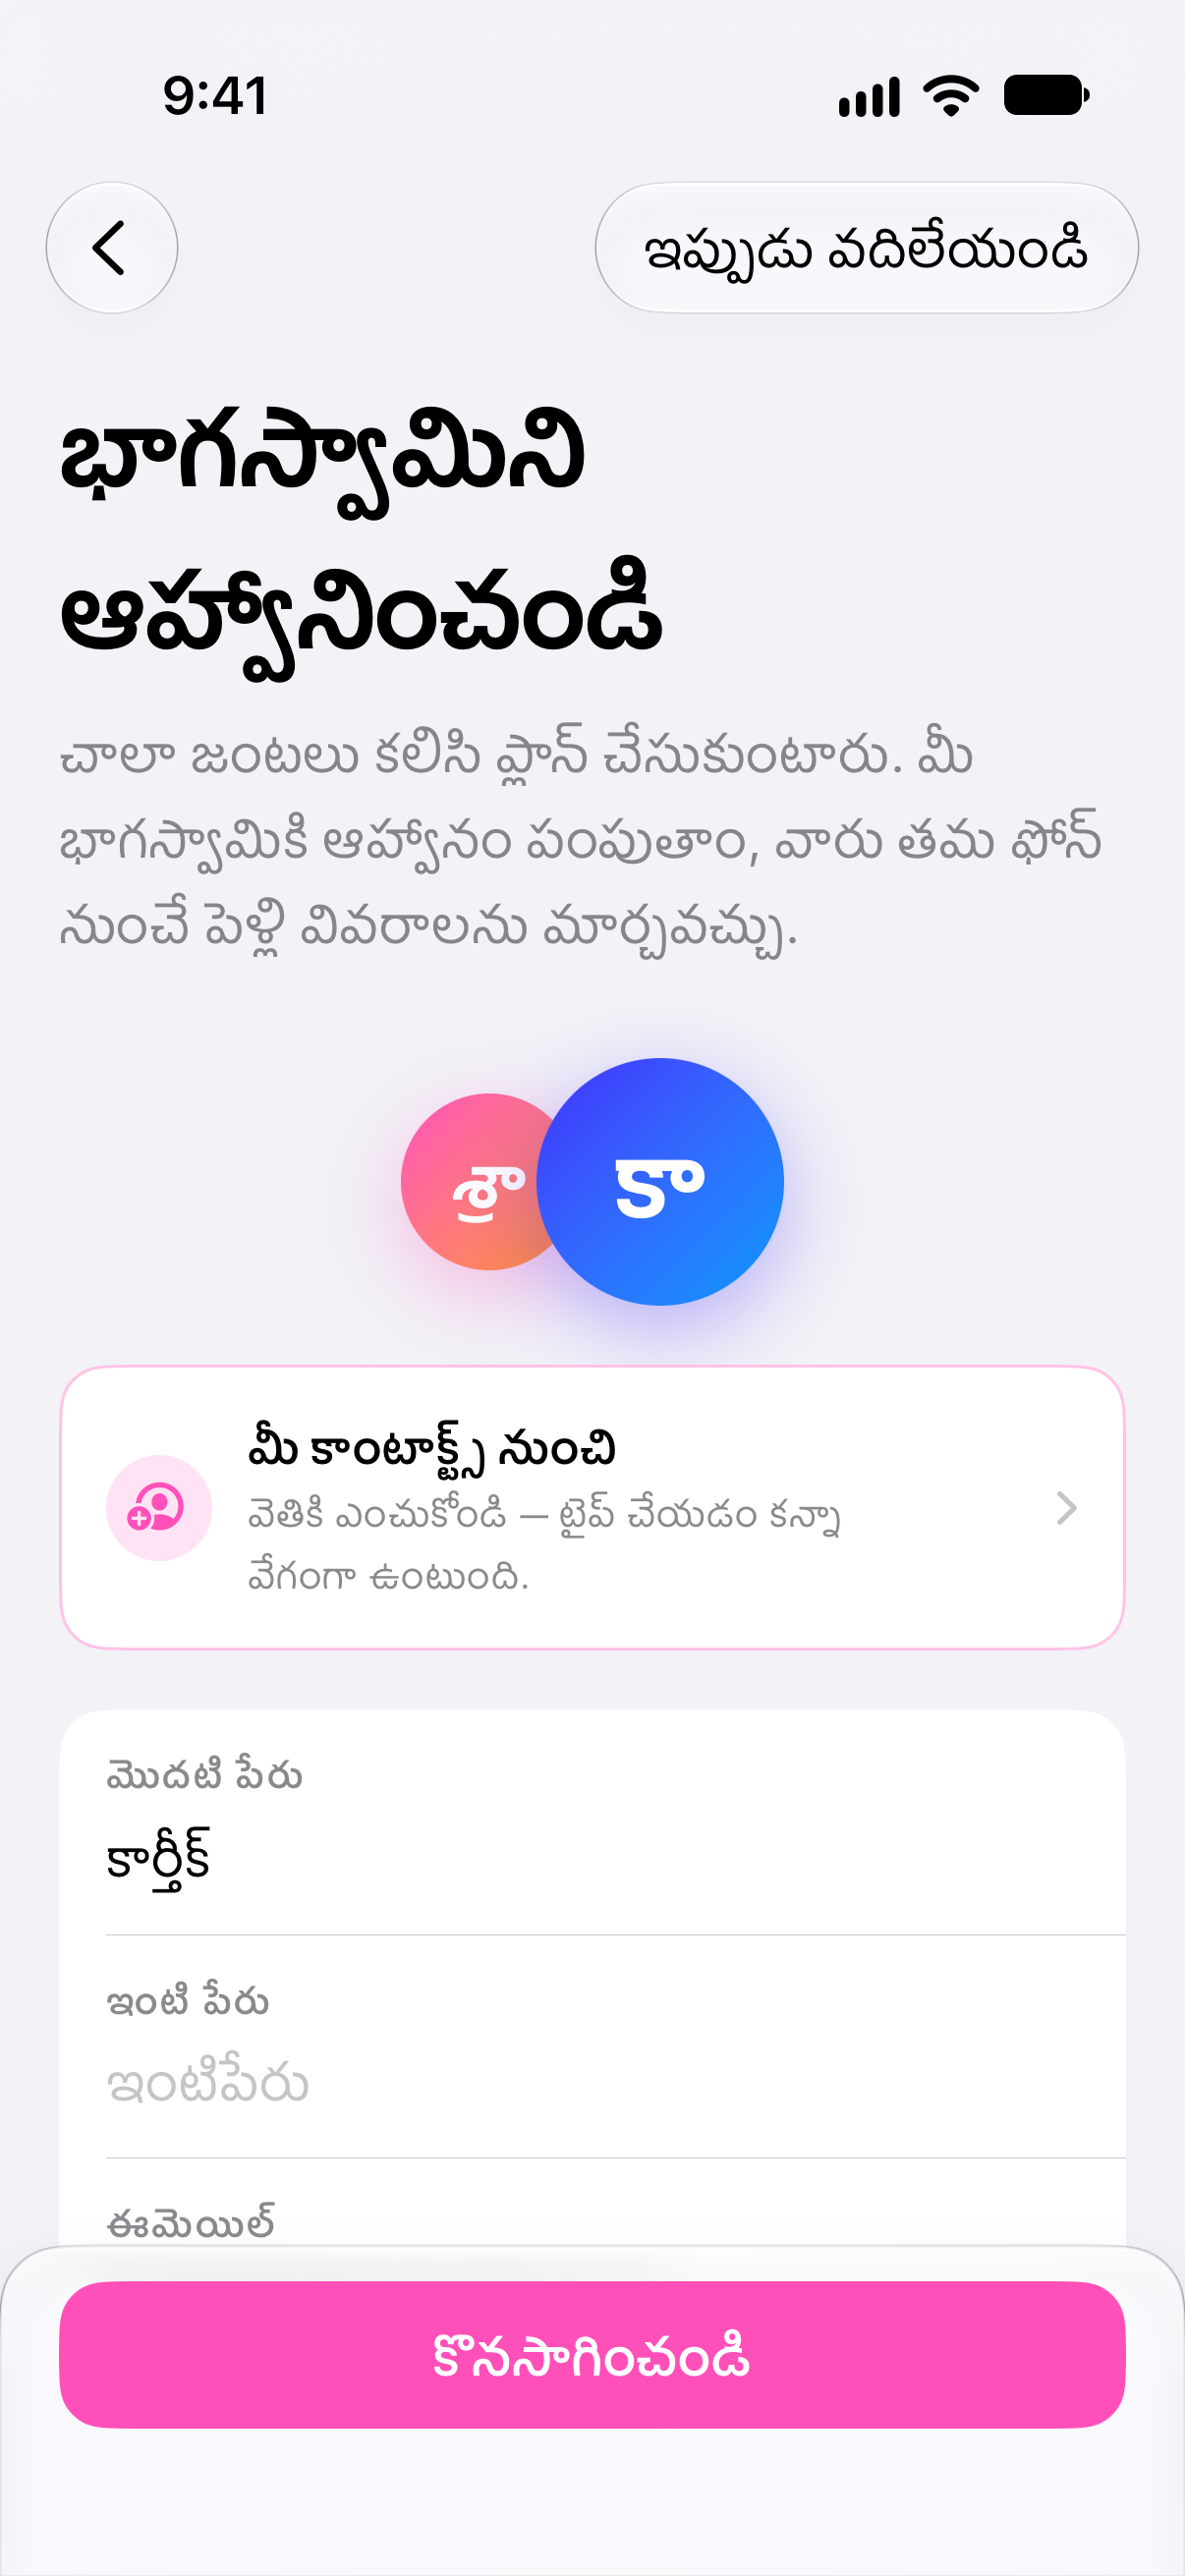 9:41
ఇప్పుడు వదిలేయండి
భాగస్వామిని
ఆహ్వానించండి
చాలా జంటలు కలిసి ప్లాన్ చేసుకుంటారు. మీ
భాగస్వామికి ఆహ్వానం పంపుతాం, వారు తమ ఫోన్
నుంచే పెళ్లి వివరాలను మార్చవచ్చు.
శ్రా
కా
మీ కాంటాక్ట్స్ నుంచి
వెతికి ఎంచుకోండి — టైప్ చేయడం కన్నా
వేగంగా ఉంటుంది.
మొదటి పేరు
కార్తీక్
ఇంటి పేరు
ఇంటిపేరు
ఈమెయిల్
కొనసాగించండి